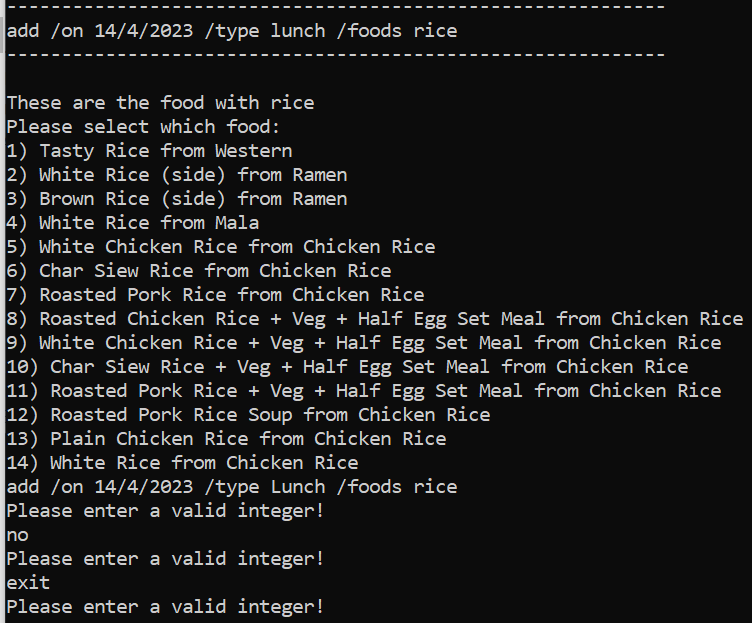 ------------------------------------------------------------
add /on 14/4/2023 /type lunch /foods rice
------------------------------------------------------------
These are the food with rice
Please select which food:
1) Tasty Rice from Western
2) White Rice (side) from Ramen
3) Brown Rice (side) from Ramen
4) White Rice from Mala
5) White Chicken Rice from Chicken Rice
6) Char Siew Rice from Chicken Rice
7) Roasted Pork Rice from Chicken Rice
8) Roasted Chicken Rice + Veg + Half Egg Set Meal from Chicken Rice
9) White Chicken Rice + Veg + Half Egg Set Meal from Chicken Rice
10) Char Siew Rice + Veg + Half Egg Set Meal from Chicken Rice
11) Roasted Pork Rice + Veg + Half Egg Set Meal from Chicken Rice
12) Roasted Pork Rice Soup from Chicken Rice
13) Plain Chicken Rice from Chicken Rice
14) White Rice from Chicken Rice
add /on 14/4/2023 /type Lunch /foods rice
Please enter a valid integer!
no
Please enter a valid integer!
exit
Please enter a valid integer!